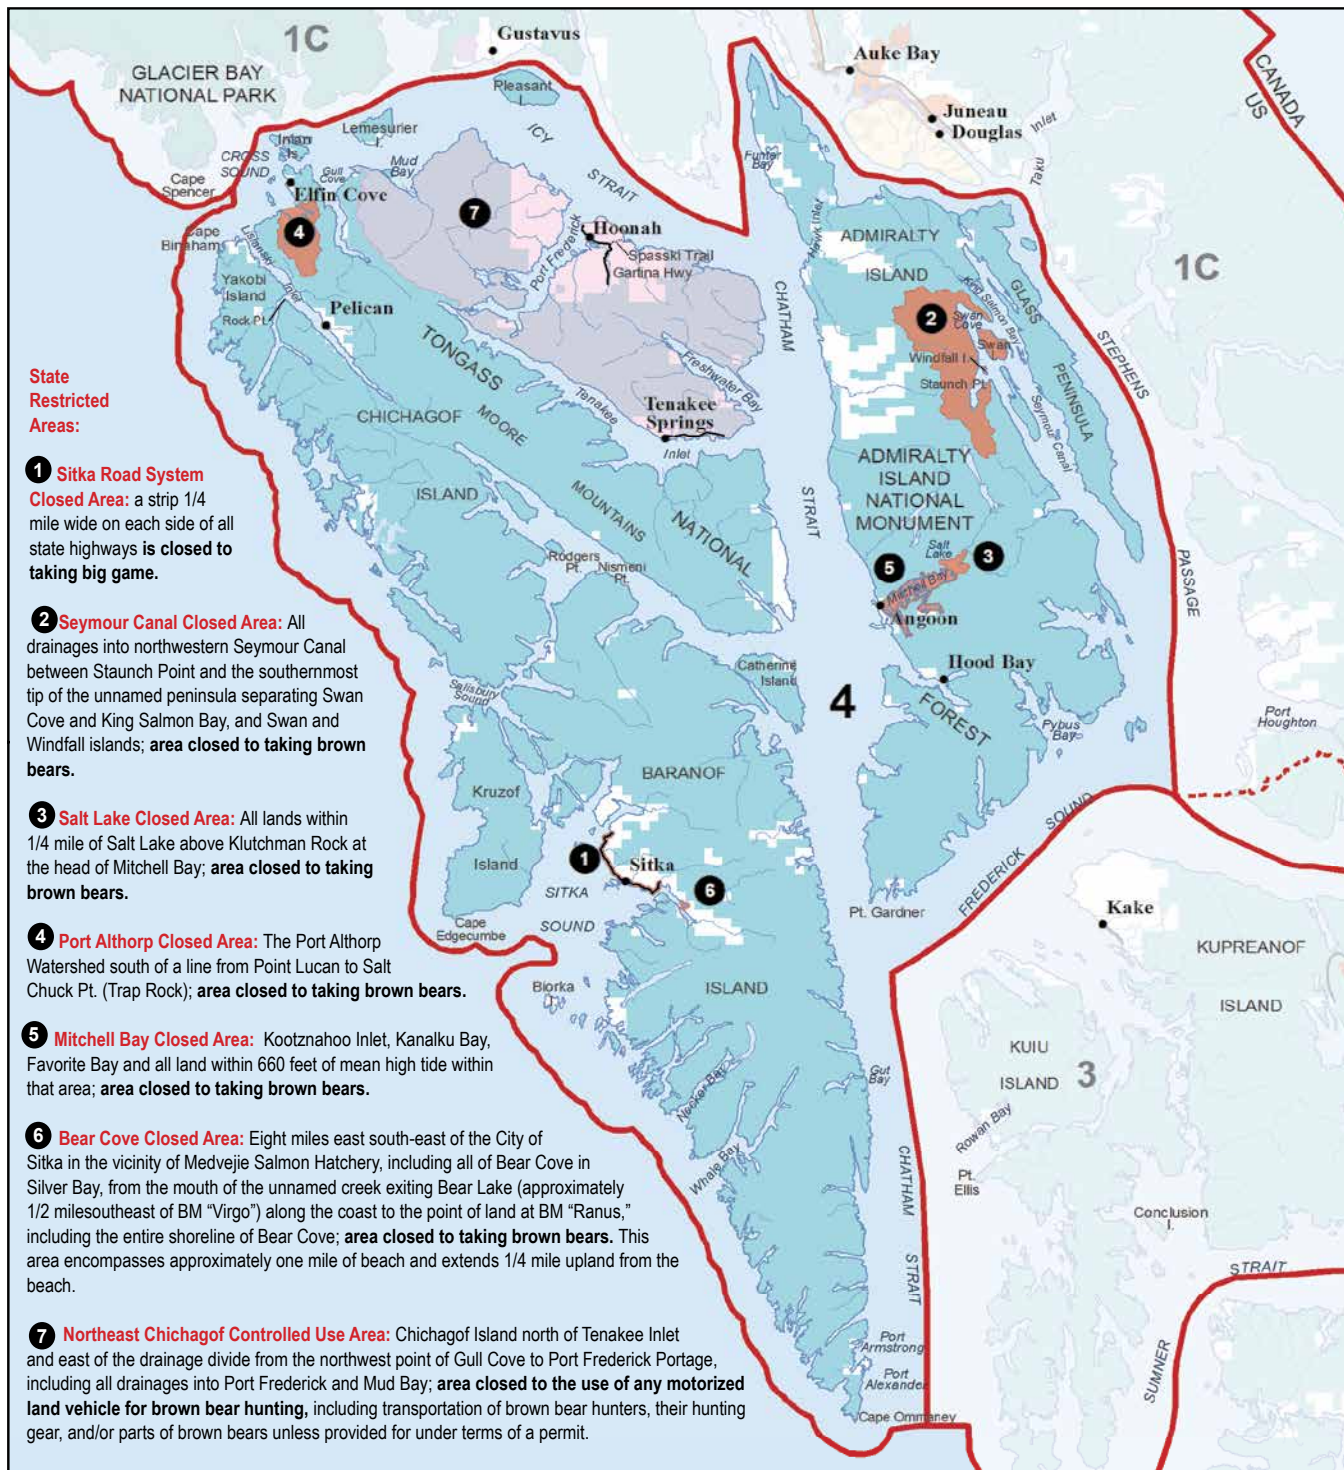 1C
Gustavus
GLACIER BAY
NATIONAL PARK
Pleasant
I.
Auke Bay
CANADA
US
Juneau
Douglas
Taku Inlet
Lemesurier
I.
ICY
STRAIT
Inian
Is.
CROSS
SOUND
Gull
Cove
Mud
Bay
Funter
Bay
Cape
Spencer
Elfin Cove
7
4
Port Frederick
Hoonah
Spasski Trail
Gartina Hwy
Hawk Inlet
ADMIRALTY
ISLAND
1C
Cape
Bingham
Lisianski
Inlet
Yakobi
Island
Rock Pt.
Pelican
CHATHAM
2
Swan
Cove
King Salmon Bay
GLASS
PENINSULA
Swan
I.
Windfall I.
Staunch Pt.
Seymour Canal
STEPHENS
TONGASS
Freshwater Bay
Tenakee
Springs
Tenakee
Inlet
MOORE
MOUNTAINS
CHICHAGOF
ISLAND
ADMIRALTY
ISLAND
NATIONAL
MONUMENT
STRAIT
NATIONAL
Rodgers
Pt.
Nismeni
Pt.
Salt
Lake
5
3
Mitchell Bay
Angoon
PASSAGE
Hood Bay
Catherine
Island
4
FOREST
Pybus
Bay
Port
Houghton
Salisbury
Sound
BARANOF
Kruzof
Island
1
Sitka
6
SITKA
SOUND
Cape
Edgecumbe
Pt. Gardner
FREDERICK
SOUND
Kake
KUPREANOF
ISLAND
Biorka
I.
ISLAND
KUIU
ISLAND
3
Gut
Bay
Necker Bay
Whale Bay
Rowan Bay
Pt.
Ellis
CHATHAM
STRAIT
Conclusion
I.
STRAIT
SUMNER
Port
Armstrong
Port
Alexander
Cape Ommaney
State
Restricted
Areas:
1 Sitka Road System
Closed Area: a strip 1/4
mile wide on each side of all
state highways is closed to
taking big game.
2 Seymour Canal Closed Area: All
drainages into northwestern Seymour Canal
between Staunch Point and the southernmost
tip of the unnamed peninsula separating Swan
Cove and King Salmon Bay, and Swan and
Windfall islands; area closed to taking brown
bears.
3 Salt Lake Closed Area: All lands within
1/4 mile of Salt Lake above Klutchman Rock at
the head of Mitchell Bay; area closed to taking
brown bears.
4 Port Althorp Closed Area: The Port Althorp
Watershed south of a line from Point Lucan to Salt
Chuck Pt. (Trap Rock); area closed to taking brown bears.
5 Mitchell Bay Closed Area: Kootznahoo Inlet, Kanalku Bay,
Favorite Bay and all land within 660 feet of mean high tide within
that area; area closed to taking brown bears.
6 Bear Cove Closed Area: Eight miles east south-east of the City of
Sitka in the vicinity of Medvejie Salmon Hatchery, including all of Bear Cove in
Silver Bay, from the mouth of the unnamed creek exiting Bear Lake (approximately
1/2 milesoutheast of BM “Virgo”) along the coast to the point of land at BM “Ranus,”
including the entire shoreline of Bear Cove; area closed to taking brown bears. This
area encompasses approximately one mile of beach and extends 1/4 mile upland from the
beach.
7 Northeast Chichagof Controlled Use Area: Chichagof Island north of Tenakee Inlet
and east of the drainage divide from the northwest point of Gull Cove to Port Frederick Portage,
including all drainages into Port Frederick and Mud Bay; area closed to the use of any motorized
land vehicle for brown bear hunting, including transportation of brown bear hunters, their hunting
gear, and/or parts of brown bears unless provided for under terms of a permit.